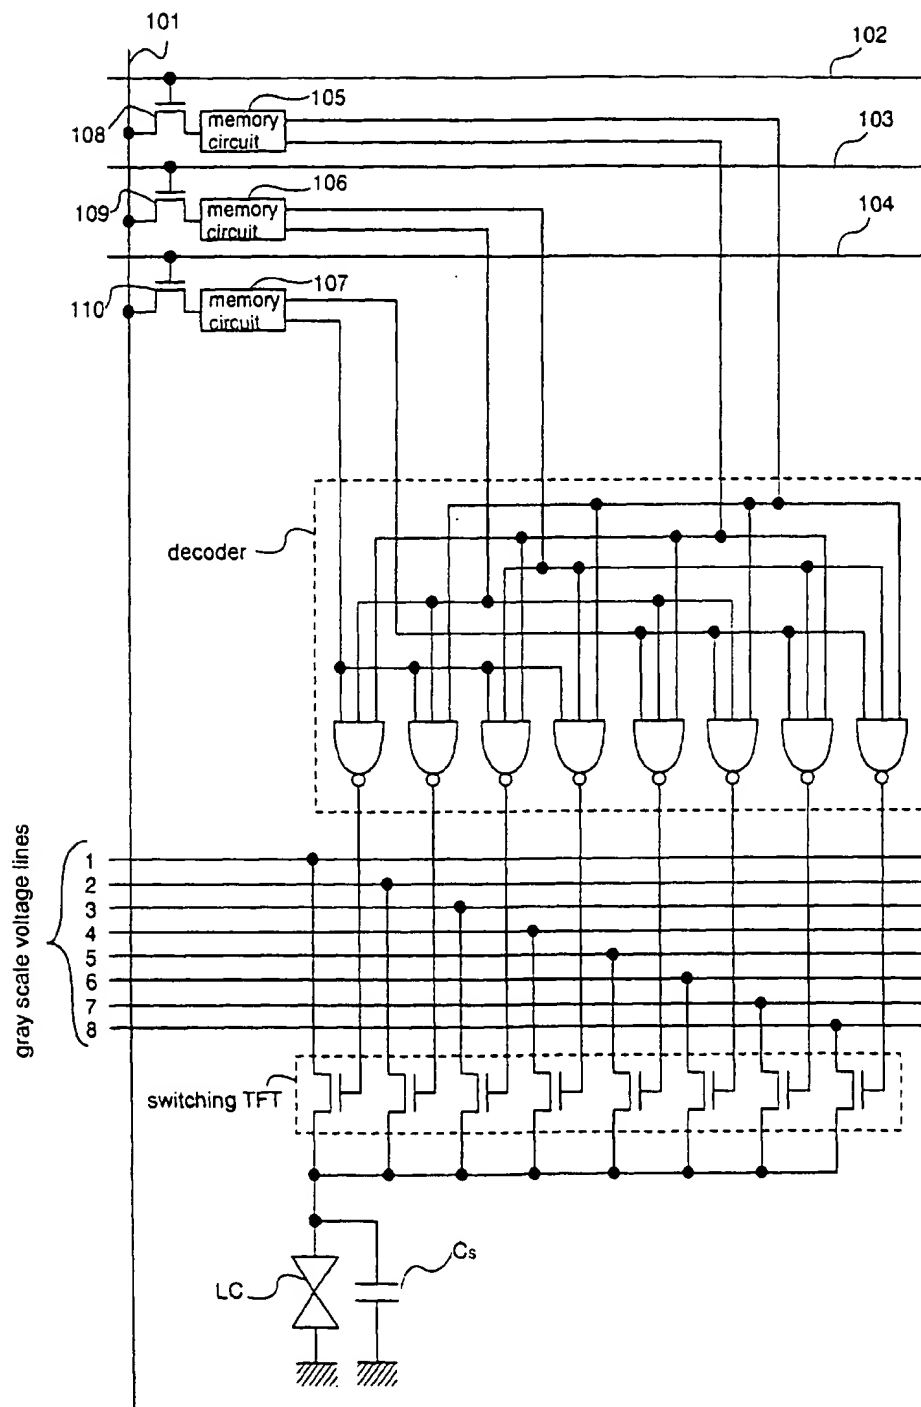 101
102
105
memory
circuit
108
103
106
memory
circuit
109
104
107
memory
circuit
110
decoder
gray scale voltage lines
1
2
3
4
5
6
7
8
switching TFT
LC
Cs